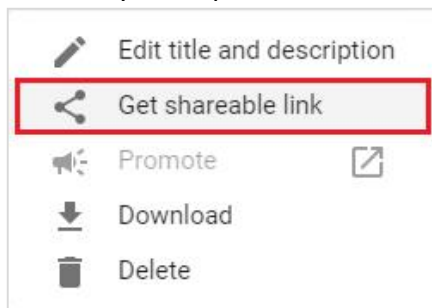 Edit title and description
Get shareable link
Promote
Download
Delete